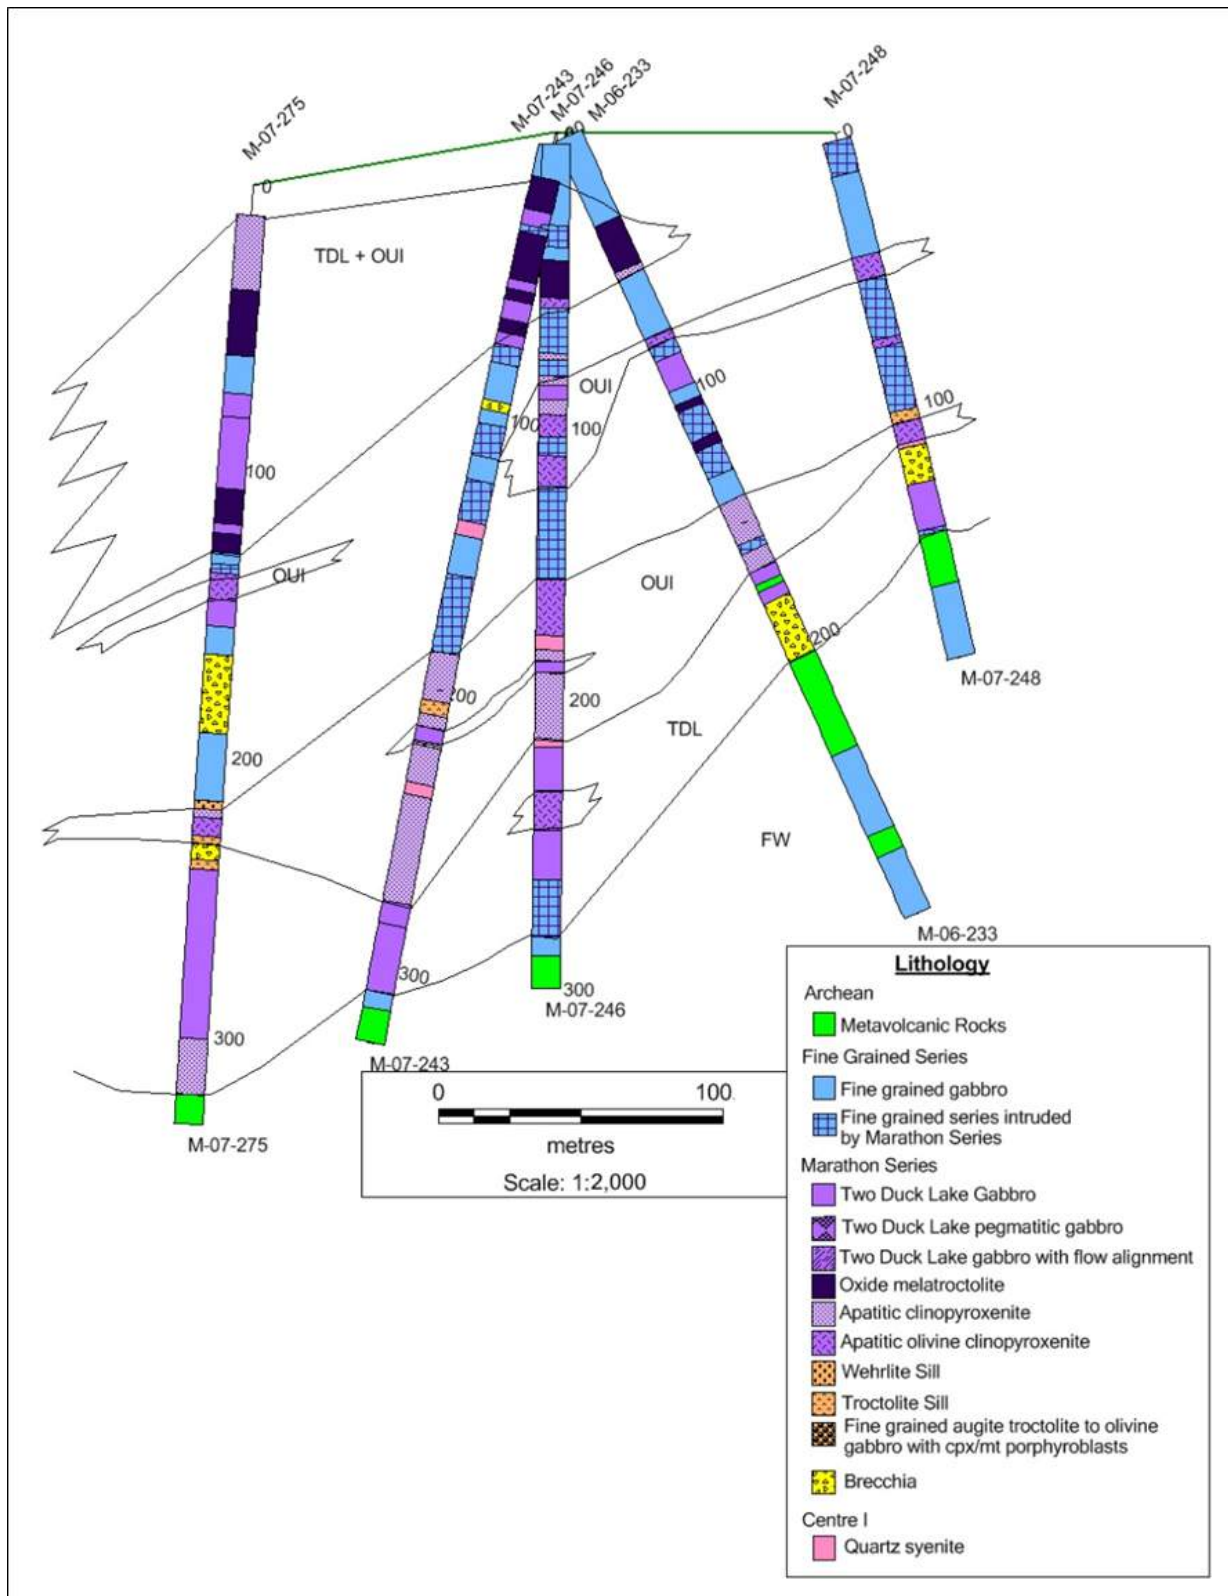 M-07-275
M-07-243
M-07-246
M-06-233
M-07-248
0
0
TDL + OUI
OUI
100
100
100
100
100
OUI
OUI
200
200
200
200
TDL
FW
300
300
300
M-07-248
M-06-233
M-07-246
M-07-243
M-07-275
0 100
metres
Scale: 1:2,000
Lithology
Archean
Metavolcanic Rocks
Fine Grained Series
Fine grained gabbro
Fine grained series intruded
by Marathon Series
Marathon Series
Two Duck Lake Gabbro
Two Duck Lake pegmatitic gabbro
Two Duck Lake gabbro with flow alignment
Oxide melatroctolite
Apatitic clinopyroxenite
Apatitic olivine clinopyroxenite
Wehrlite Sill
Troctolite Sill
Fine grained augite troctolite to olivine
gabbro with cpx/mt porphyroblasts
Brecchia
Centre I
Quartz syenite